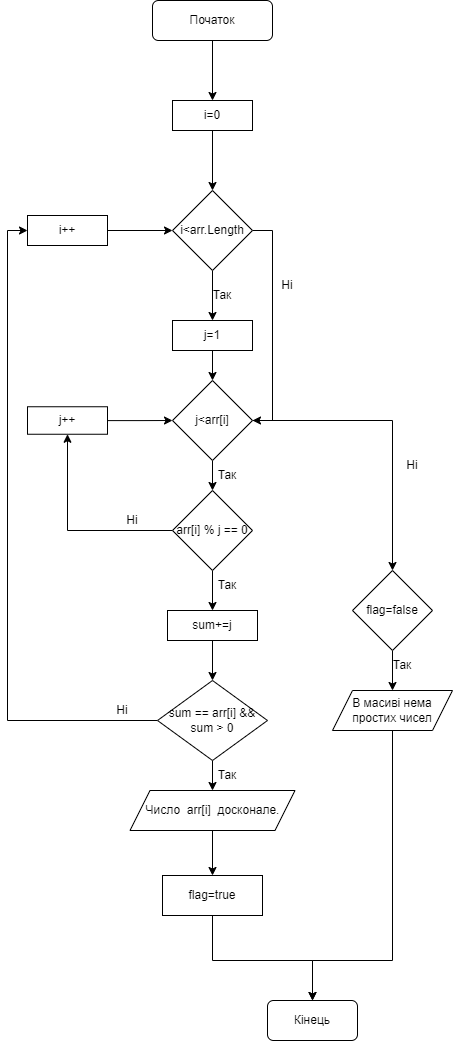 Початок
i=0
i++
i<arr.Length
Ні
Так
j=1
j++
j<arr[i]
Так
Ні
Ні
arr[i] % j == 0
Так
flag=false
sum+=j
Так
Ні
sum == arr[i] &&
sum > 0
В масиві нема
простих чисел
Так
Число arr[i] досконале.
flag=true
Кінець